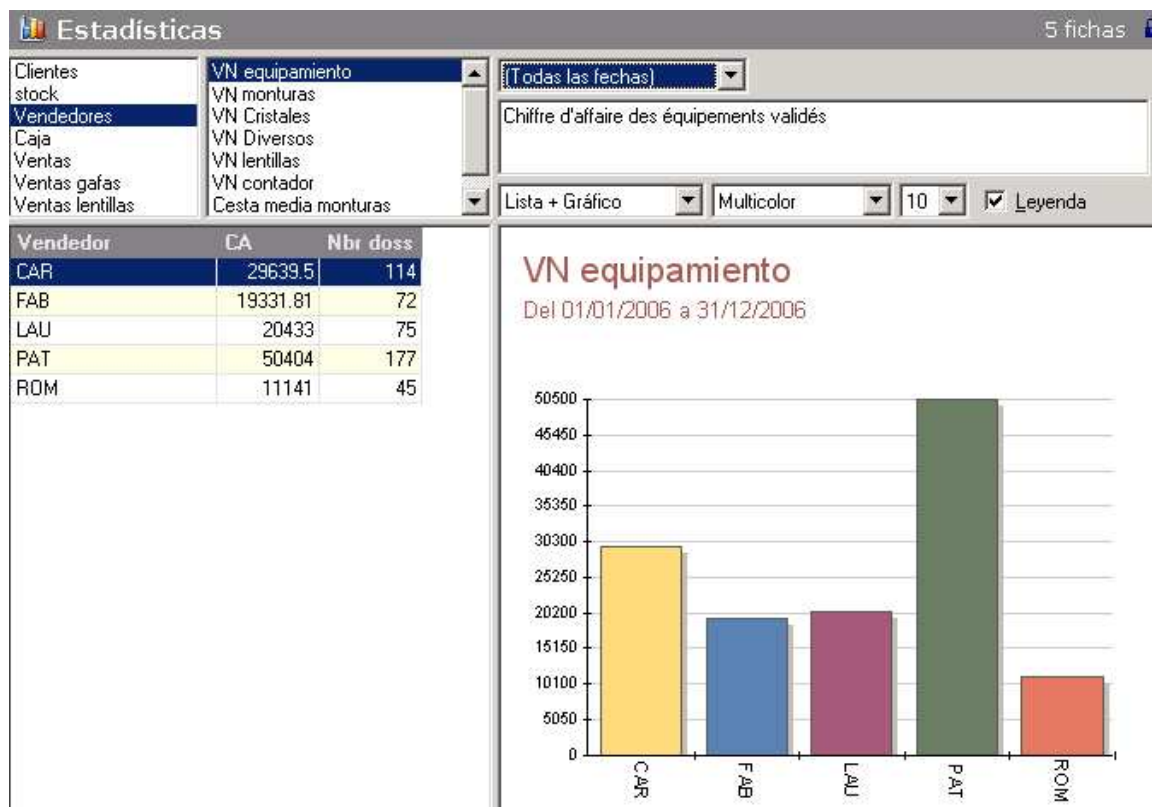 Estadísticas 5 fichas
Clientes
stock
Vendedores
Caja
Ventas
Ventas gafas
Ventas lentillas
VN equipamiento
VN monturas
VN Cristales
VN Diversos
VN lentillas
VN contador
Cesta media monturas
(Todas las fechas)
Chiffre d'affaire des équipements validés
Lista + Gráfico Multicolor 10 Leyenda
Vendedor CA Nbr doss
CAR 29639.5 114
FAB 19331.81 72
LAU 20433 75
PAT 50404 177
ROM 11141 45
VN equipamiento
Del 01/01/2006 a 31/12/2006
50500
45450
40400
35350
30300
25250
20200
15150
10100
5050
0
CAR FAB LAU PAT ROM